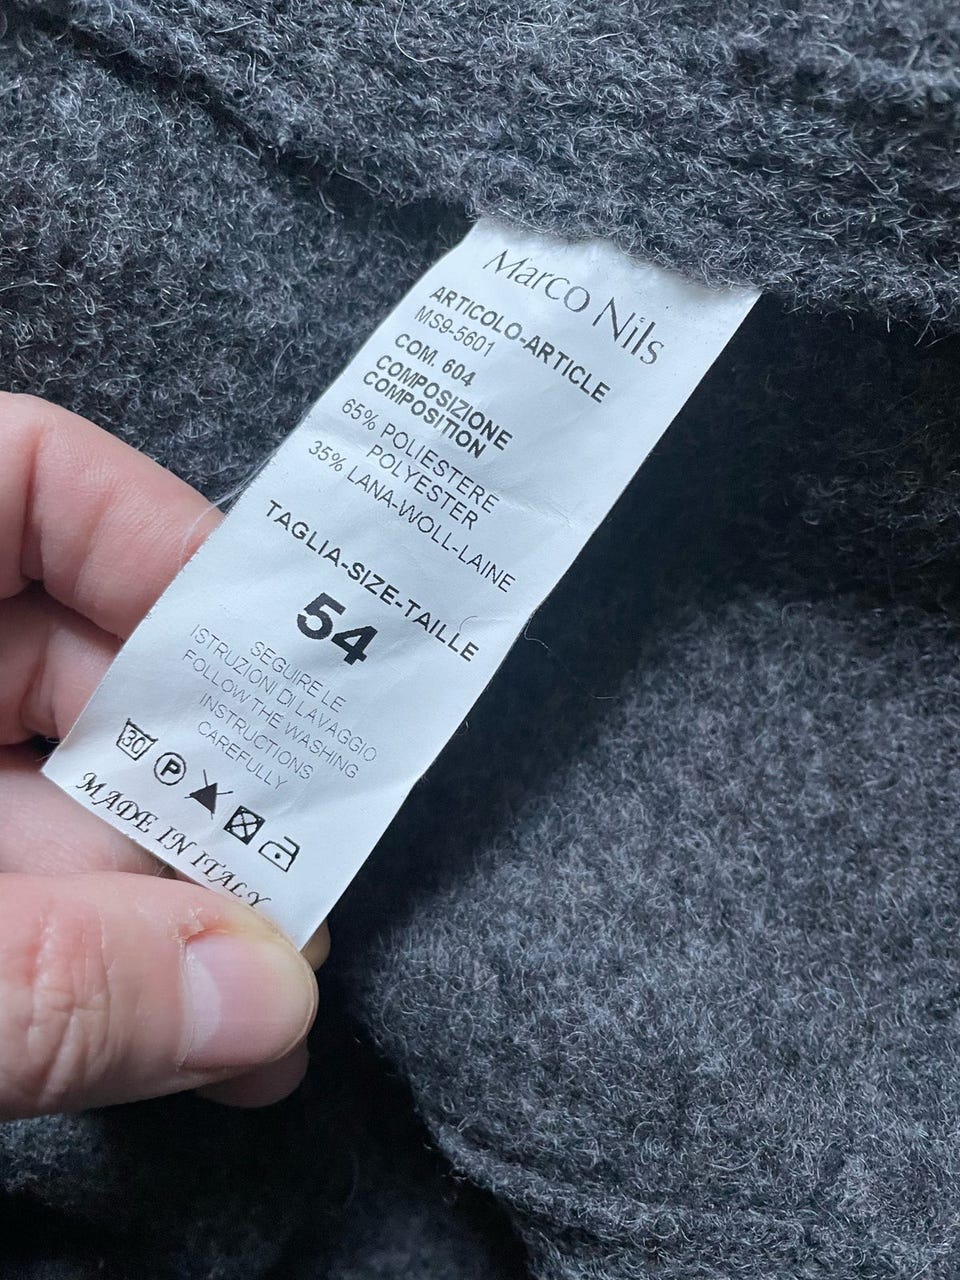 Marco Nils
ARTICOLO-ARTICLE
MS9-5601
COM. 604
COMPOSIZIONE
COMPOSITION
65% POLIESTERE
POLYESTER
35% LANA-WOLL-LAINE
TAGLIA-SIZE-TAILLE
54
SEGUIRE LE
ISTRUZIONI DI LAVAGGIO
FOLLOW THE WASHING
INSTRUCTIONS
CAREFULLY
30 P
MADE IN ITALY